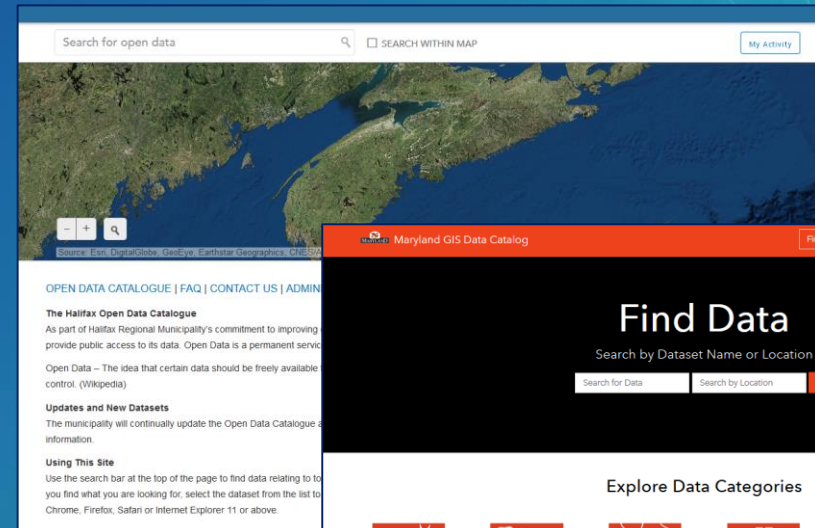 Search for open data
SEARCH WITHIN MAP
My Activity
Source: Esri, DigitalGlobe, GeoEye, Earthstar Geographics, CNES/A
OPEN DATA CATALOGUE | FAQ | CONTACT US | ADMIN
The Halifax Open Data Catalogue
As part of Halifax Regional Municipality's commitment to improving
provide public access to its data. Open Data is a permanent servic
Open Data – The idea that certain data should be freely available
control. (Wikipedia)
Updates and New Datasets
The municipality will continually update the Open Data Catalogue a
information.
Using This Site
Use the search bar at the top of the page to find data relating to to
you find what you are looking for, select the dataset from the list to
Chrome, Firefox, Safari or Internet Explorer 11 or above.
Maryland GIS Data Catalog
Find Data
Search by Dataset Name or Location
Search for Data
Search by Location
Explore Data Categories